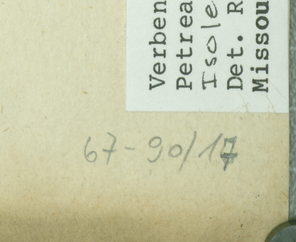 Verben
Petrea
Isole
Det. R
Missou
67-90/17